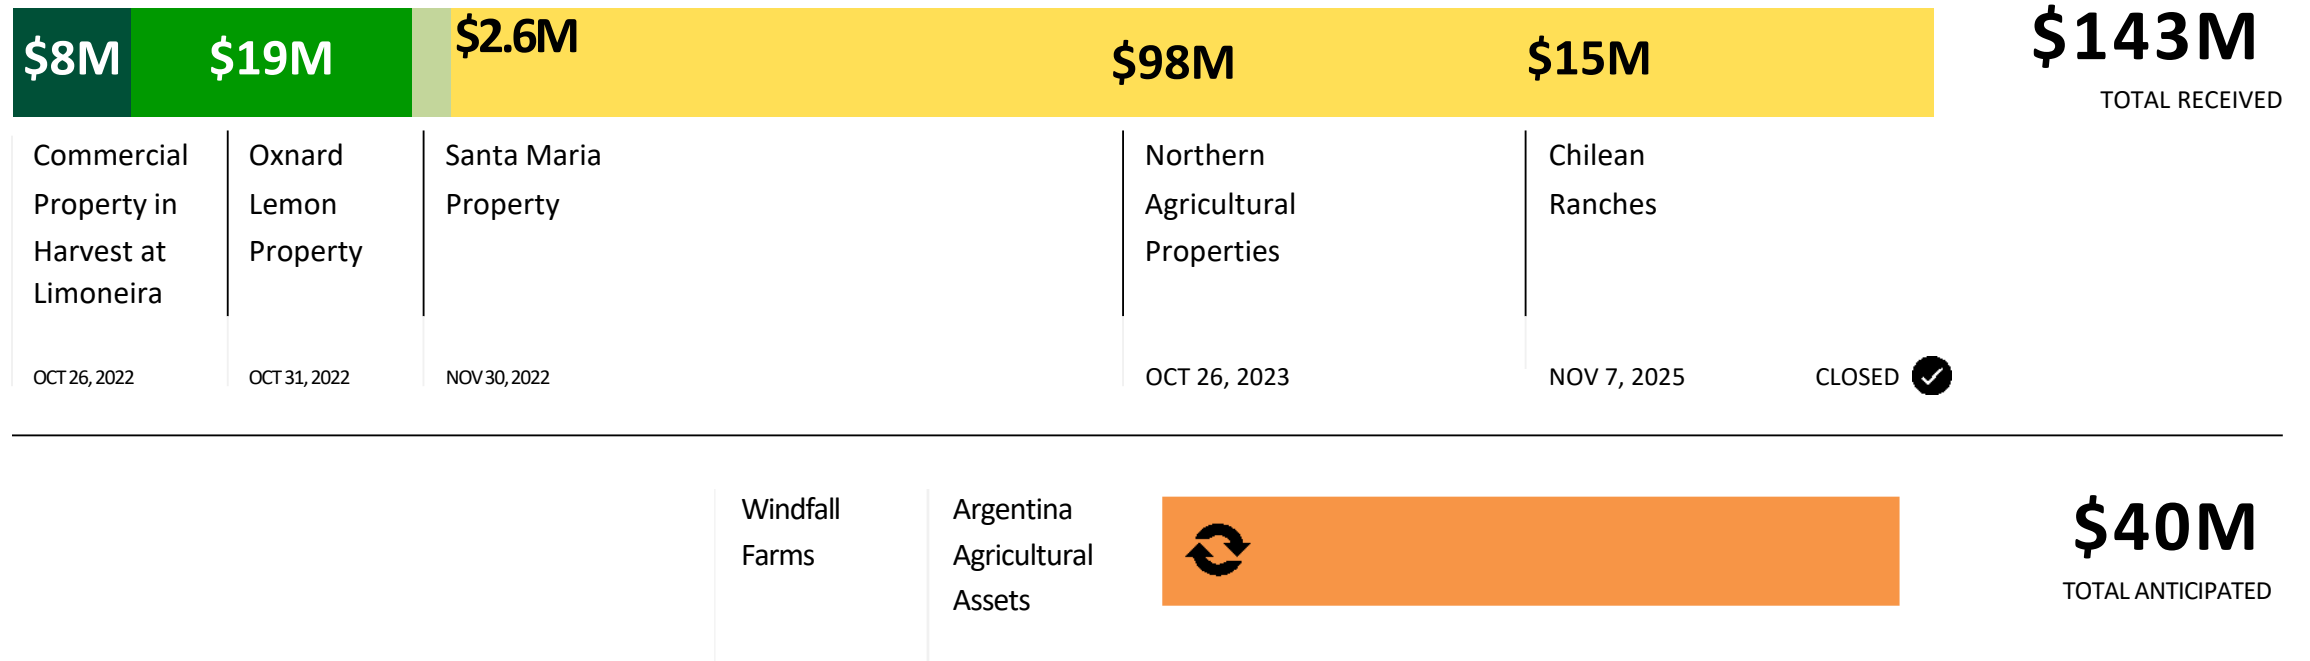 $8M
$19M
$2.6M
$98M
$15M
$143M
TOTAL RECEIVED
Commercial
Property in
Harvest at
Limoneira
OCT 26, 2022
Oxnard
Lemon
Property
OCT 31, 2022
Santa Maria
Property
NOV 30, 2022
Northern
Agricultural
Properties
OCT 26, 2023
Chilean
Ranches
NOV 7, 2025
CLOSED
Windfall
Farms
Argentina
Agricultural
Assets
$40M
TOTAL ANTICIPATED